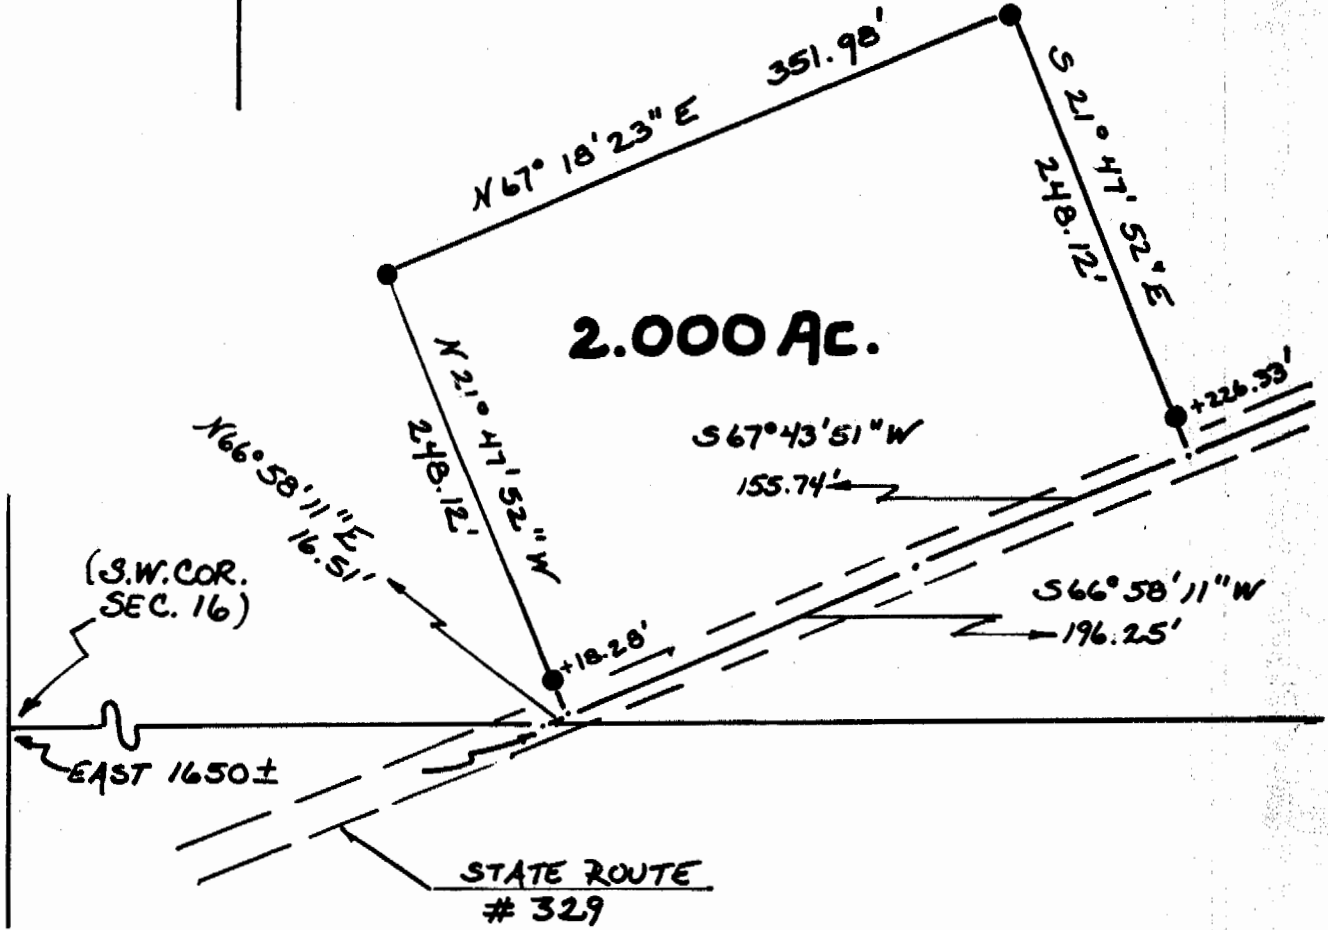 351.98'
N 67° 18' 23" E
S 21° 47' 52" E
248.12'
2.000 Ac.
N 21° 47' 52" W
248.12'
+226.33'
S 67° 43' 51" W
155.74'
N66° 58' 11" E
16.51'
(S.W. COR.
SEC. 16)
S 66° 58' 11" W
196.25'
+18.28'
EAST 1650±
STATE ROUTE
# 329